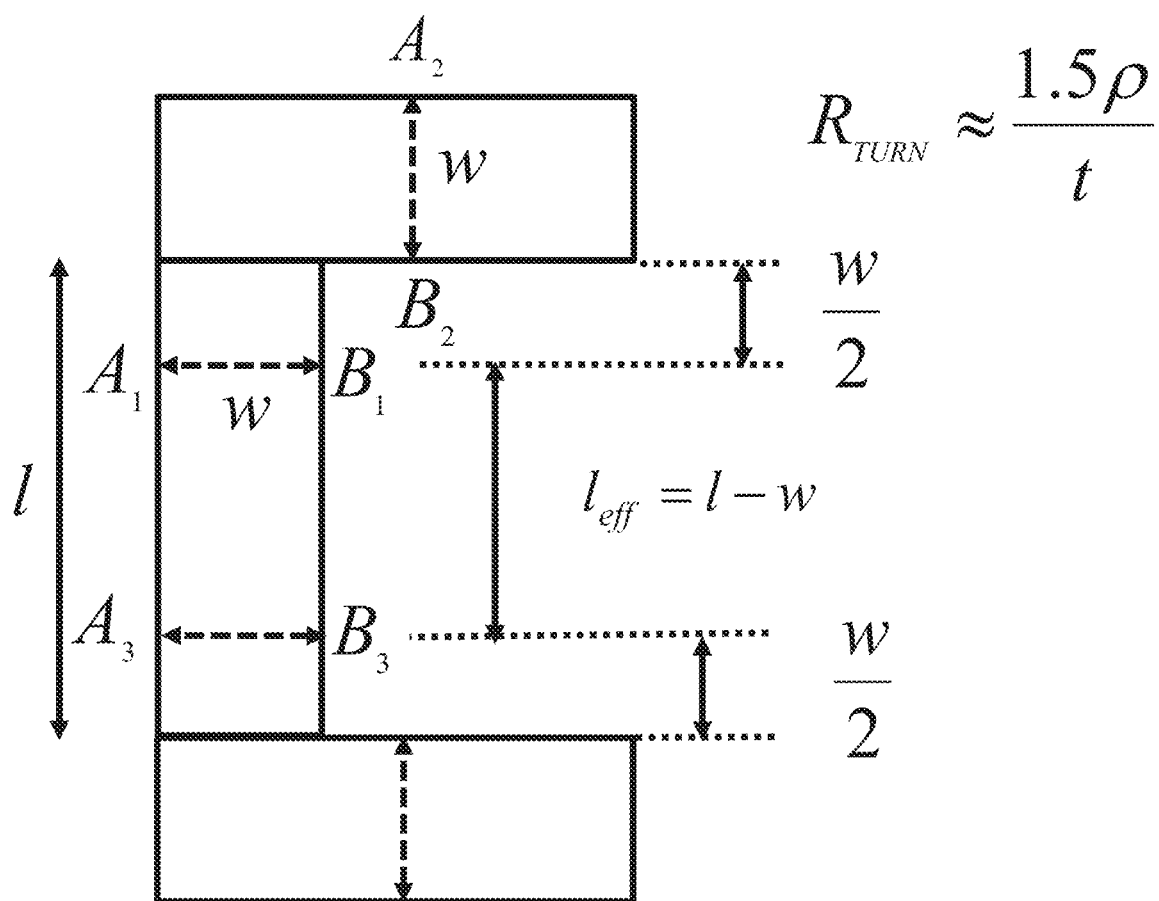 A₂
R_TURN ≈ 1.5ρ / t
w
w/2
B₂
A₁
B₁
w
l
l_eff = l − w
A₃
B₃
w/2